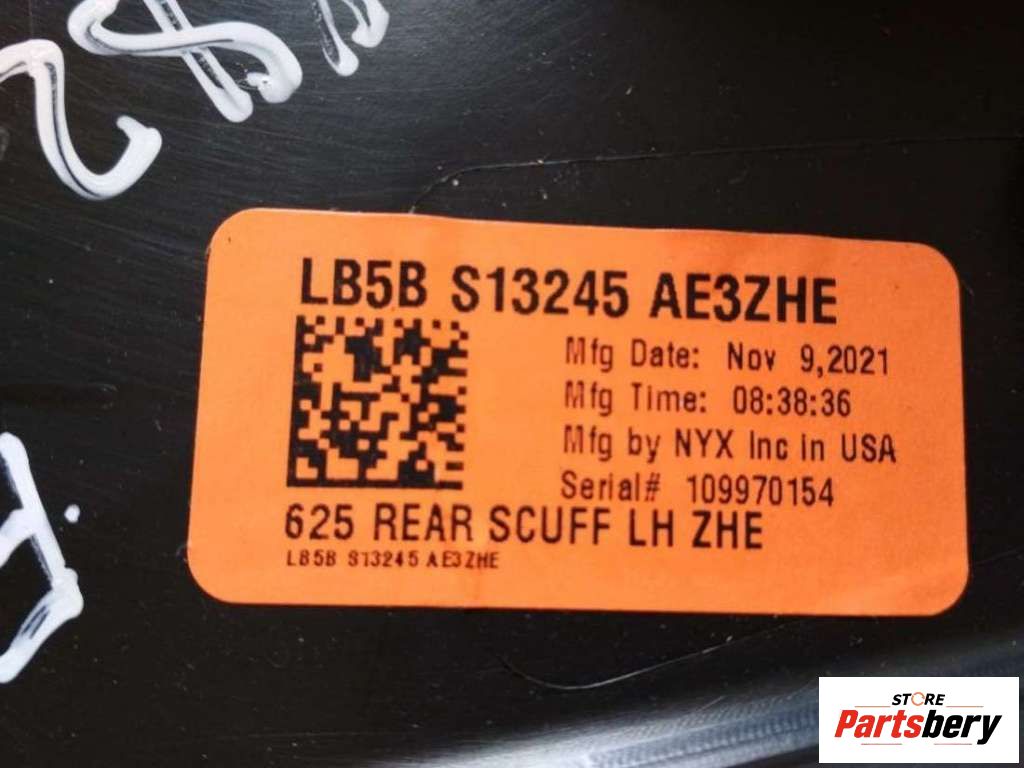 LB5B S13245 AE3ZHE
Mfg Date: Nov 9,2021
Mfg Time: 08:38:36
Mfg by NYX Inc in USA
Serial# 109970154
625 REAR SCUFF LH ZHE
LB5B S13245 AE3ZHE
STORE
Partsbery